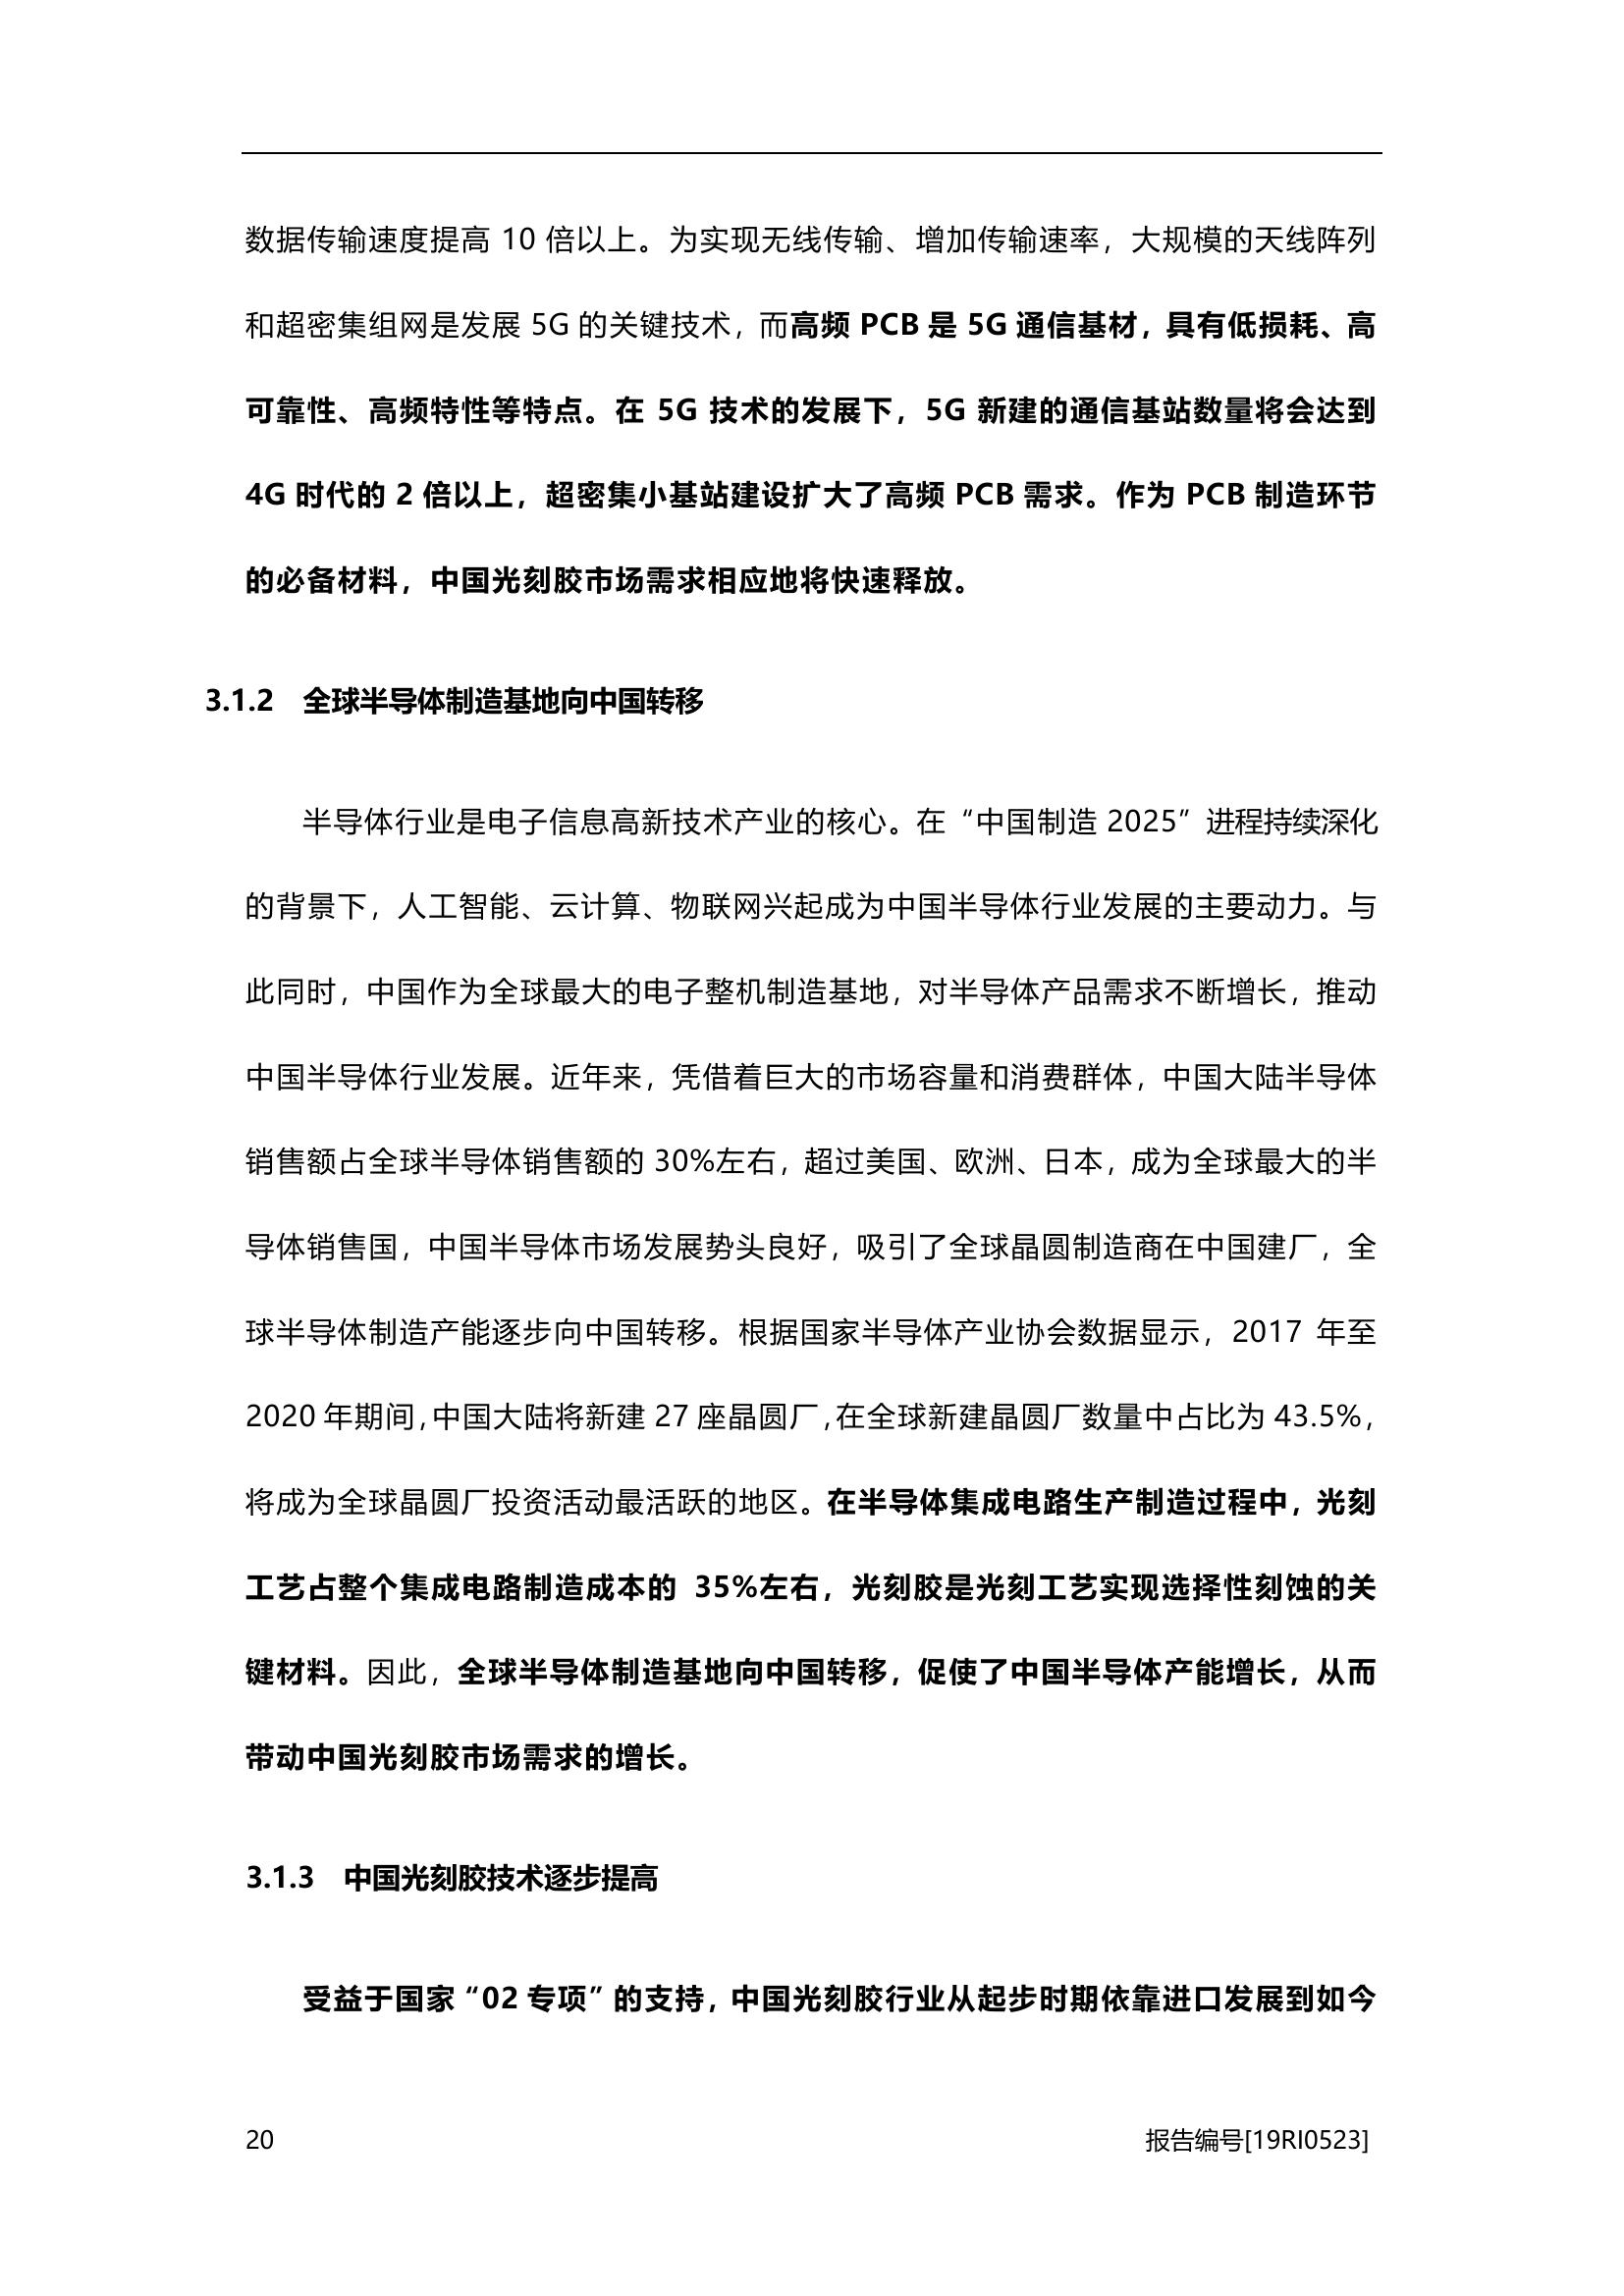 数据传输速度提高 10 倍以上。为实现无线传输、增加传输速率，大规模的天线阵列
和超密集组网是发展 5G 的关键技术，而高频 PCB 是 5G 通信基材，具有低损耗、高
可靠性、高频特性等特点。在 5G 技术的发展下，5G 新建的通信基站数量将会达到
4G 时代的 2 倍以上，超密集小基站建设扩大了高频 PCB 需求。作为 PCB 制造环节
的必备材料，中国光刻胶市场需求相应地将快速释放。
3.1.2 全球半导体制造基地向中国转移
半导体行业是电子信息高新技术产业的核心。在“中国制造 2025”进程持续深化
的背景下，人工智能、云计算、物联网兴起成为中国半导体行业发展的主要动力。与
此同时，中国作为全球最大的电子整机制造基地，对半导体产品需求不断增长，推动
中国半导体行业发展。近年来，凭借着巨大的市场容量和消费群体，中国大陆半导体
销售额占全球半导体销售额的 30%左右，超过美国、欧洲、日本，成为全球最大的半
导体销售国，中国半导体市场发展势头良好，吸引了全球晶圆制造商在中国建厂，全
球半导体制造产能逐步向中国转移。根据国家半导体产业协会数据显示，2017 年至
2020 年期间，中国大陆将新建 27 座晶圆厂，在全球新建晶圆厂数量中占比为 43.5%，
将成为全球晶圆厂投资活动最活跃的地区。在半导体集成电路生产制造过程中，光刻
工艺占整个集成电路制造成本的 35%左右，光刻胶是光刻工艺实现选择性刻蚀的关
键材料。因此，全球半导体制造基地向中国转移，促使了中国半导体产能增长，从而
带动中国光刻胶市场需求的增长。
3.1.3 中国光刻胶技术逐步提高
受益于国家“02 专项”的支持，中国光刻胶行业从起步时期依靠进口发展到如今
20 报告编号[19RI0523]